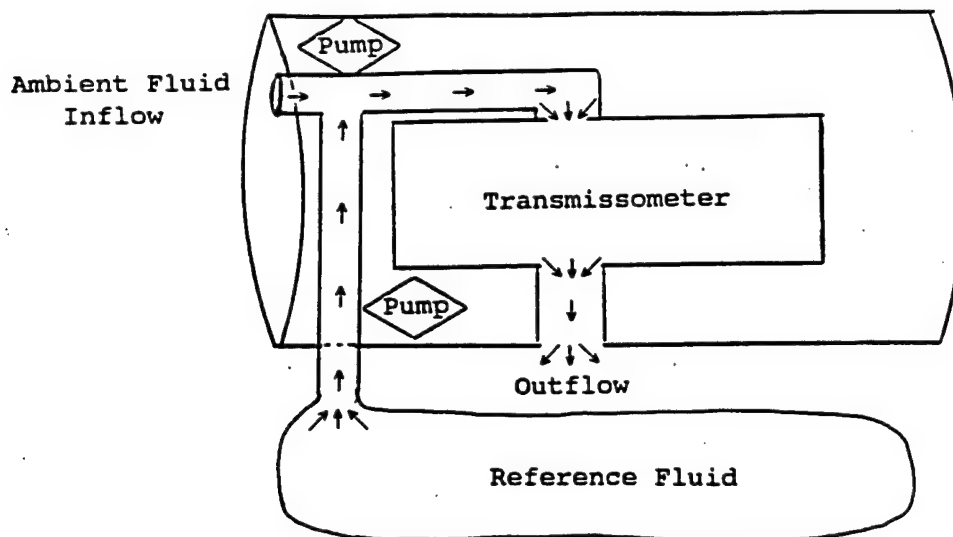 Pump
Ambient Fluid
Inflow
Transmissometer
Pump
Outflow
Reference Fluid